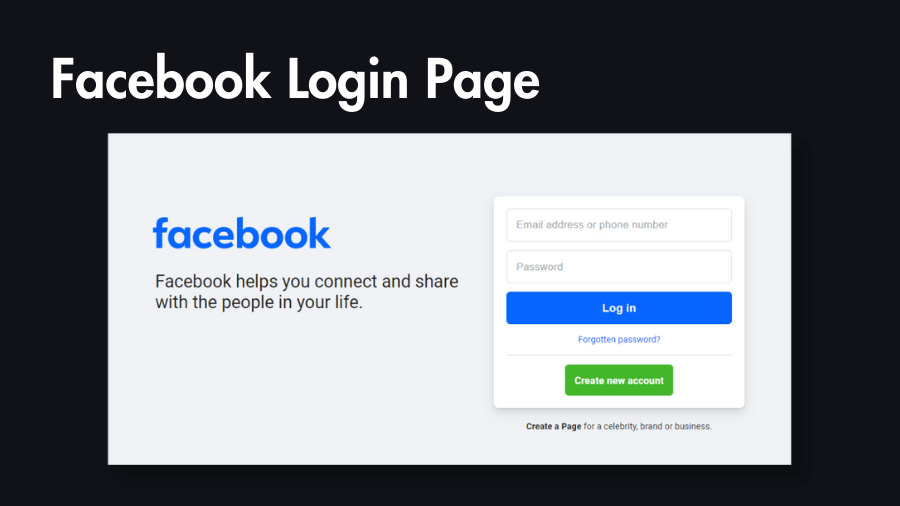 Facebook Login Page
facebook
Facebook helps you connect and share
with the people in your life.
Email address or phone number
Password
Log in
Forgotten password?
Create new account
Create a Page for a celebrity, brand or business.